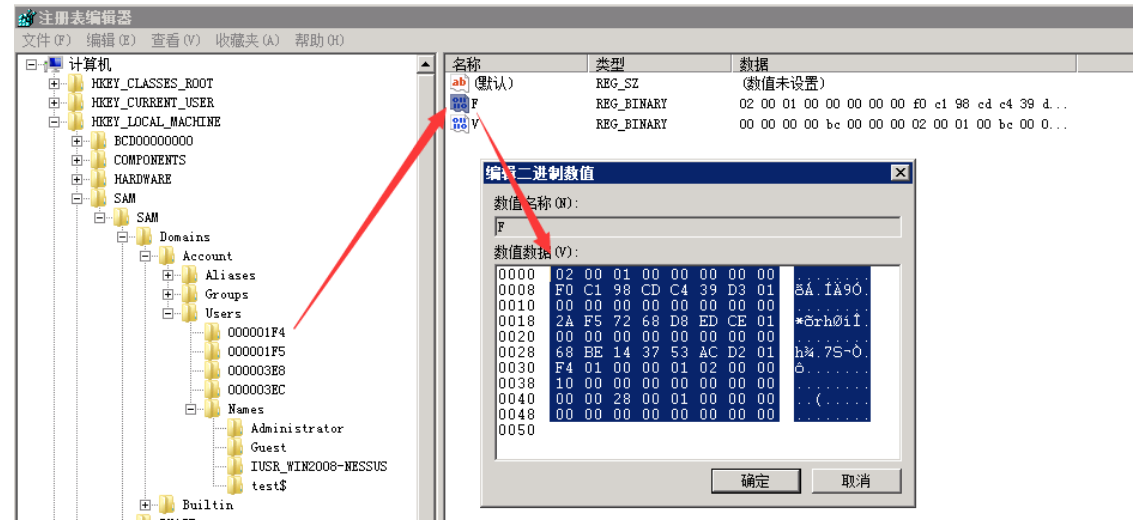 注册表编辑器
文件(F) 编辑(E) 查看(V) 收藏夹(A) 帮助(H)
计算机
HKEY_CLASSES_ROOT
HKEY_CURRENT_USER
HKEY_LOCAL_MACHINE
BCD00000000
COMPONENTS
HARDWARE
SAM
SAM
Domains
Account
Aliases
Groups
Users
000001F4
000001F5
000003E8
000003EC
Names
Administrator
Guest
IUSR_WIN2008-NESSUS
test$
Builtin
名称 类型 数据
(默认) REG_SZ (数值未设置)
F REG_BINARY 02 00 01 00 00 00 00 00 f0 c1 98 cd c4 39 d...
V REG_BINARY 00 00 00 00 bc 00 00 00 02 00 01 00 bc 00 0...
编辑二进制数值
数值名称(N):
F
数值数据(V):
0000 02 00 01 00 00 00 00 00 ........
0008 F0 C1 98 CD C4 39 D3 01 ðÁ.ÍÄ9Ó.
0010 00 00 00 00 00 00 00 00 ........
0018 2A F5 72 68 D8 ED CE 01 *õrhØíÎ.
0020 00 00 00 00 00 00 00 00 ........
0028 68 BE 14 37 53 AC D2 01 h¾.7S¬Ò.
0030 F4 01 00 00 01 02 00 00 ô.......
0038 10 00 00 00 00 00 00 00 ........
0040 00 00 28 00 01 00 00 00 ..(.....
0048 00 00 00 00 00 00 00 00 ........
0050
确定 取消